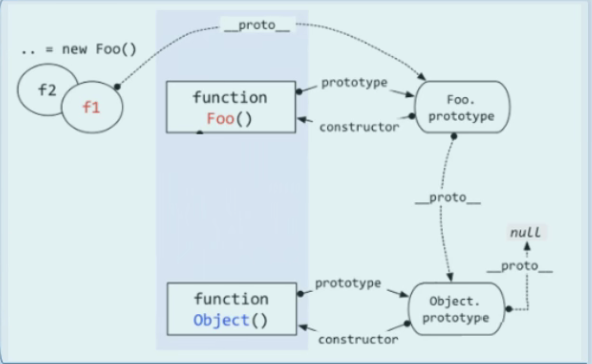 __proto__
.. = new Foo()
f2
f1
function
Foo()
prototype
constructor
Foo.
prototype
__proto__
null
__proto__
function
Object()
prototype
constructor
Object.
prototype